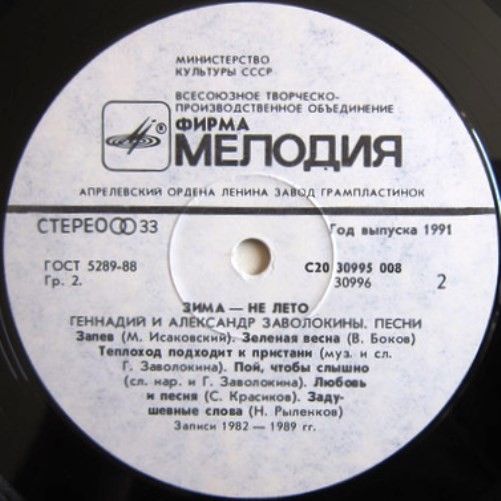 МИНИСТЕРСТВО
КУЛЬТУРЫ СССР
ВСЕСОЮЗНОЕ ТВОРЧЕСКО-
ПРОИЗВОДСТВЕННОЕ ОБЪЕДИНЕНИЕ
ФИРМА
® МЕЛОДИЯ
АПРЕЛЕВСКИЙ ОРДЕНА ЛЕНИНА ЗАВОД ГРАМПЛАСТИНОК
СТЕРЕО 33 Год выпуска 1991
ГОСТ 5289-88 С20 30995 008
Гр. 2. 30996 2
ЗИМА — НЕ ЛЕТО
ГЕННАДИЙ И АЛЕКСАНДР ЗАВОЛОКИНЫ. ПЕСНИ
Запев (М. Исаковский). Зеленая весна (В. Боков)
Теплоход подходит к пристани (муз. и сл.
Г. Заволокина). Пой, чтобы слышно
(сл. нар. и Г. Заволокина). Любовь
и песня (С. Красиков). Заду-
шевные слова (Н. Рыленков)
Записи 1982 — 1989 гг.